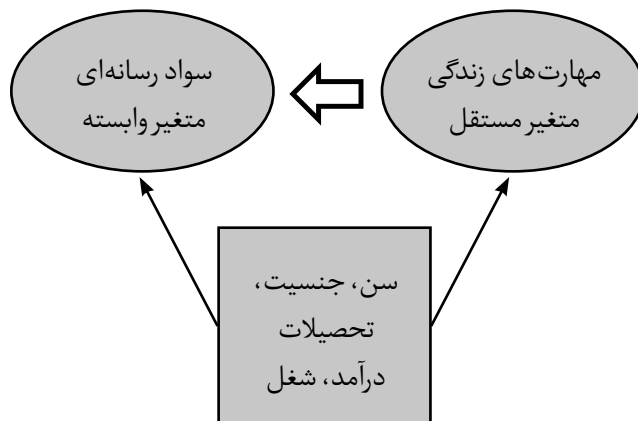 مهارت‌های زندگی
متغیر مستقل
سواد رسانه‌ای
متغیر وابسته
سن، جنسیت،
تحصیلات
درآمد، شغل